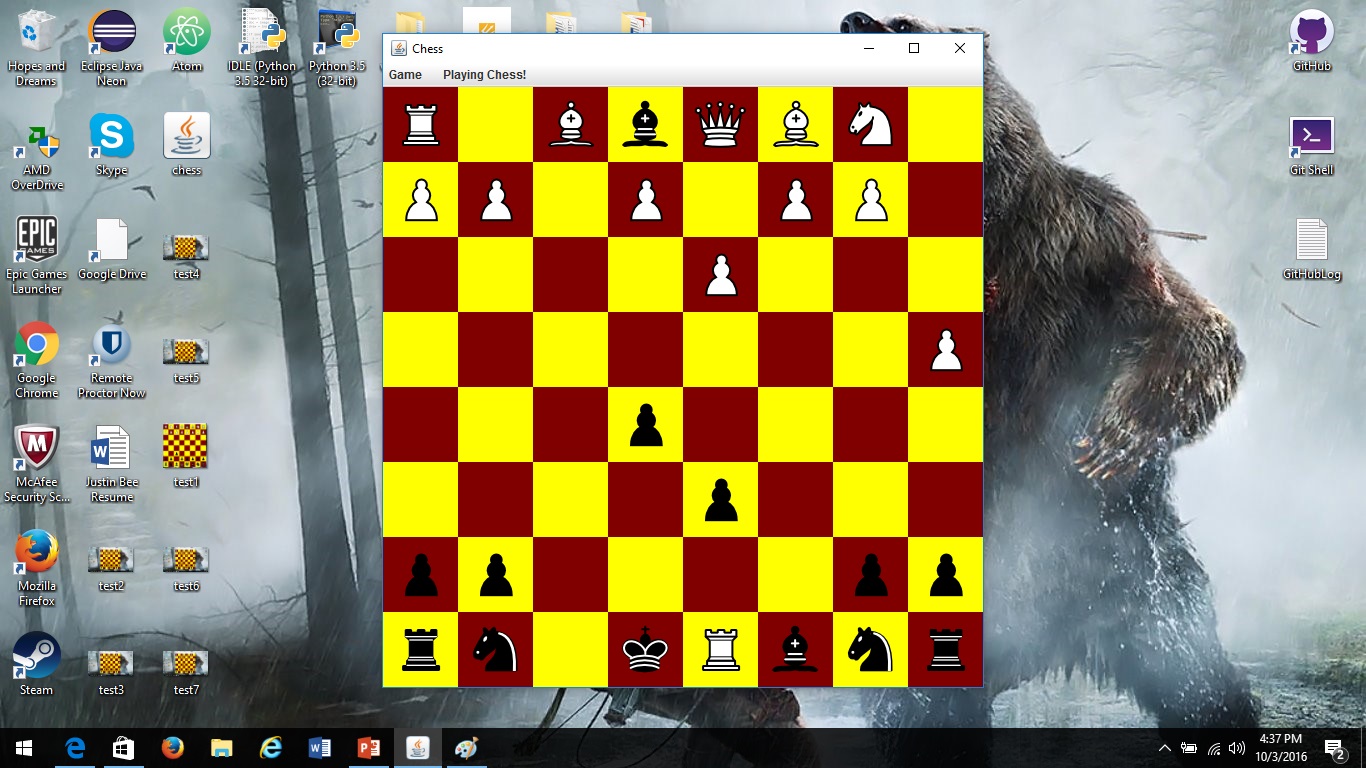 Hopes and
Dreams
Eclipse Java
Neon
Atom
IDLE (Python
3.5 32-bit)
Python 3.5
(32-bit)
Chess
Game
Playing Chess!
GitHub
AMD
OverDrive
Skype
chess
Git Shell
EPIC
GAMES
Epic Games
Launcher
Google Drive
test4
GitHubLog
Google
Chrome
Remote
Proctor Now
test5
McAfee
Security Sc...
Justin Bee
Resume
test1
Mozilla
Firefox
test2
test6
Steam
test3
test7
4:37 PM
10/3/2016
2